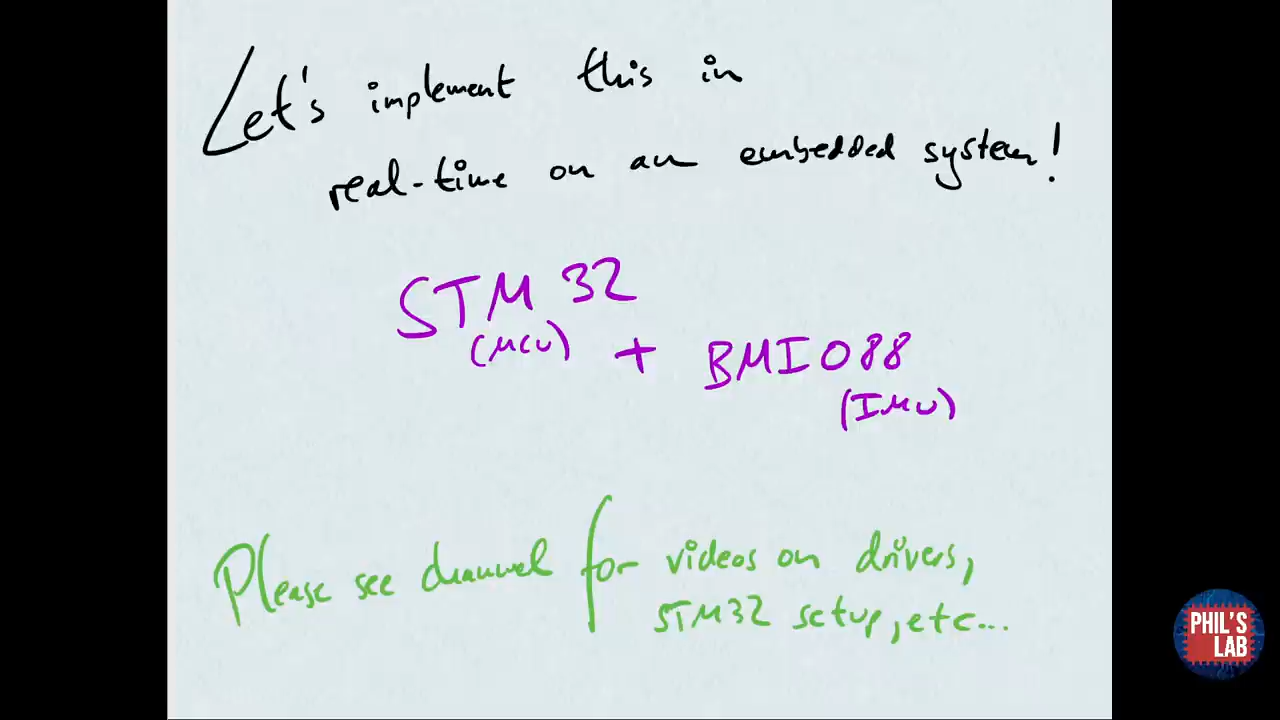 Let's implement this in
real-time on an embedded system!
STM32
(MCU) + BMI088
(IMU)
Please see channel for videos on drivers,
STM32 setup, etc...
PHIL'S
LAB